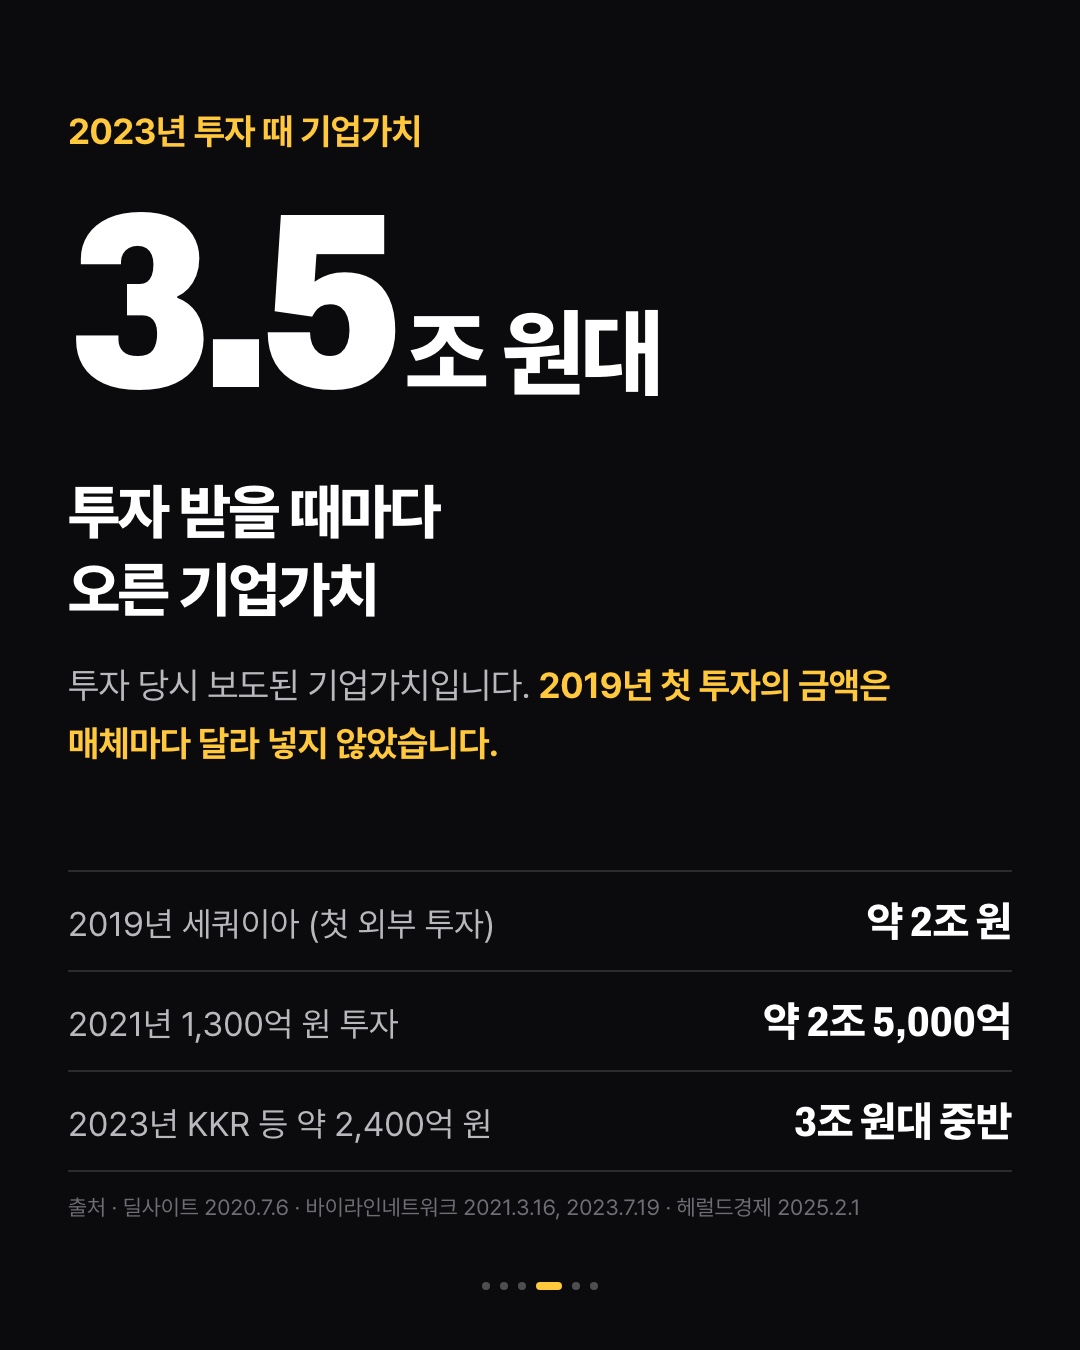 2023년 투자 때 기업가치
3.5조 원대
투자 받을 때마다
오른 기업가치
투자 당시 보도된 기업가치입니다. 2019년 첫 투자의 금액은
매체마다 달라 넣지 않았습니다.
2019년 세쿼이아 (첫 외부 투자) 약 2조 원
2021년 1,300억 원 투자 약 2조 5,000억
2023년 KKR 등 약 2,400억 원 3조 원대 중반
출처 · 딜사이트 2020.7.6 · 바이라인네트워크 2021.3.16, 2023.7.19 · 헤럴드경제 2025.2.1